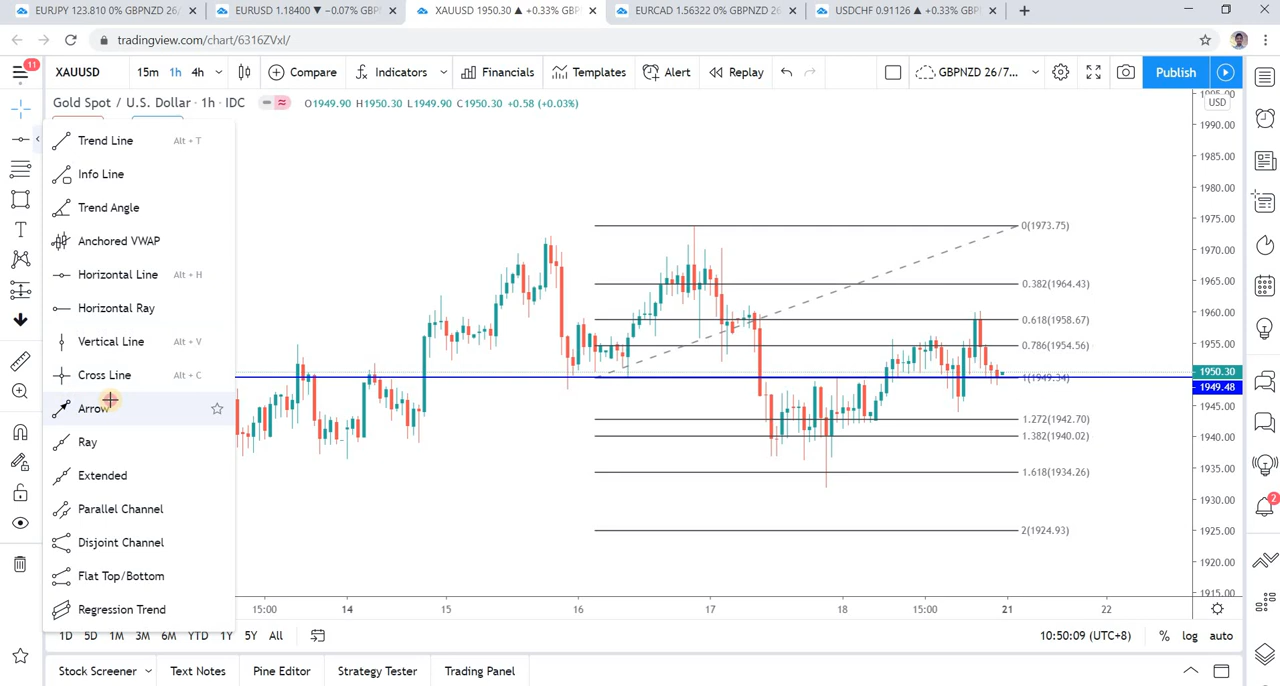 EURJPY 123.810 0% GBPNZD 26/
EURUSD 1.18400 ▼ −0.07% GBP
XAUUSD 1950.30 ▲ +0.33% GBP
EURCAD 1.56322 0% GBPNZD 26
USDCHF 0.91126 ▲ +0.33% GBP
tradingview.com/chart/6316ZVxI/
11
XAUUSD 15m 1h 4h Compare Indicators Financials Templates Alert Replay GBPNZD 26/7... Publish
Gold Spot / U.S. Dollar · 1h · IDC O1949.90 H1950.30 L1949.90 C1950.30 +0.58 (+0.03%)
USD
Trend Line Alt + T
Info Line
Trend Angle
Anchored VWAP
Horizontal Line Alt + H
Horizontal Ray
Vertical Line Alt + V
Cross Line Alt + C
Arrow
Ray
Extended
Parallel Channel
Disjoint Channel
Flat Top/Bottom
Regression Trend
0(1973.75)
0.382(1964.43)
0.618(1958.67)
0.786(1954.56)
1(1949.34)
1.272(1942.70)
1.382(1940.02)
1.618(1934.26)
2(1924.93)
1995.00
1990.00
1985.00
1980.00
1975.00
1970.00
1965.00
1960.00
1955.00
1950.30
1949.48
1945.00
1940.00
1935.00
1930.00
1925.00
1920.00
1915.00
2
15:00 14 15 16 17 18 15:00 21 22
1D 5D 1M 3M 6M YTD 1Y 5Y All 10:50:09 (UTC+8) % log auto
Stock Screener Text Notes Pine Editor Strategy Tester Trading Panel